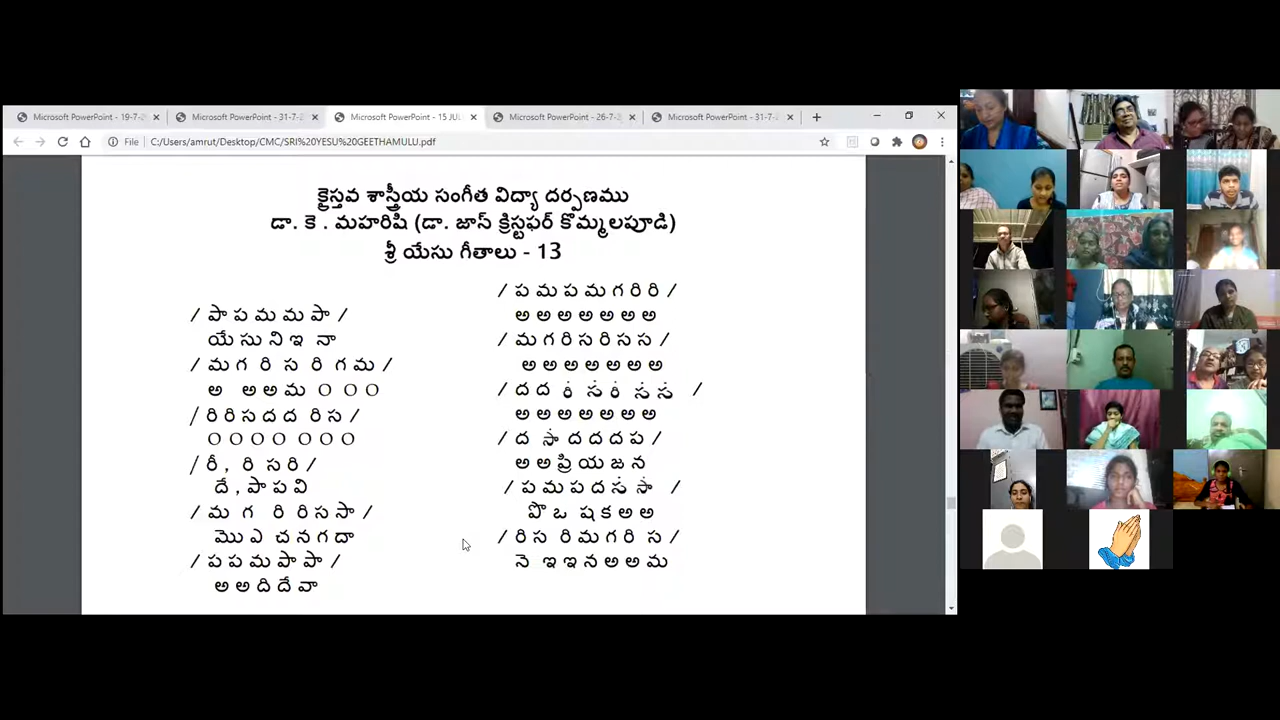 Microsoft PowerPoint - 19-7-2
Microsoft PowerPoint - 31-7-2
Microsoft PowerPoint - 15 JUL
Microsoft PowerPoint - 26-7-2
Microsoft PowerPoint - 31-7-2
File C:/Users/amrut/Desktop/CMC/SRI%20YESU%20GEETHAMULU.pdf
క్రైస్తవ శాస్త్రీయ సంగీత విద్యా దర్పణము
డా. కె . మహరిషి (డా. జాస్ క్రిస్టఫర్ కొమ్మలపూడి)
శ్రీ యేసు గీతాలు - 13
/ పా ప మ మ పా /
యే సు ని ఇ నా
/ మ గ రి స రి గ మ /
అ అ అ మ ౦ ౦ ౦
/ రి రి స ద ద రి స /
౦ ౦ ౦ ౦ ౦ ౦ ౦
/ రీ , రి స రి /
దే , పా ప వి
/ మ గ రి రి స సా /
మొ ఎ చ న గ దా
/ ప ప మ పా పా /
అ అ ది దే వా
/ ప మ ప మ గ రి రి /
అ అ అ అ అ అ అ
/ మ గ రి స రి స స /
అ అ అ అ అ అ అ
/ ద ద రి స రి స స /
అ అ అ అ అ అ అ
/ ద సా ద ద ద ప /
అ అ ప్రి య జ న
/ ప మ ప ద స సా /
పొ ఒ ష క అ అ
/ రి స రి మ గ రి స /
నె ఇ ఇ న అ అ మ